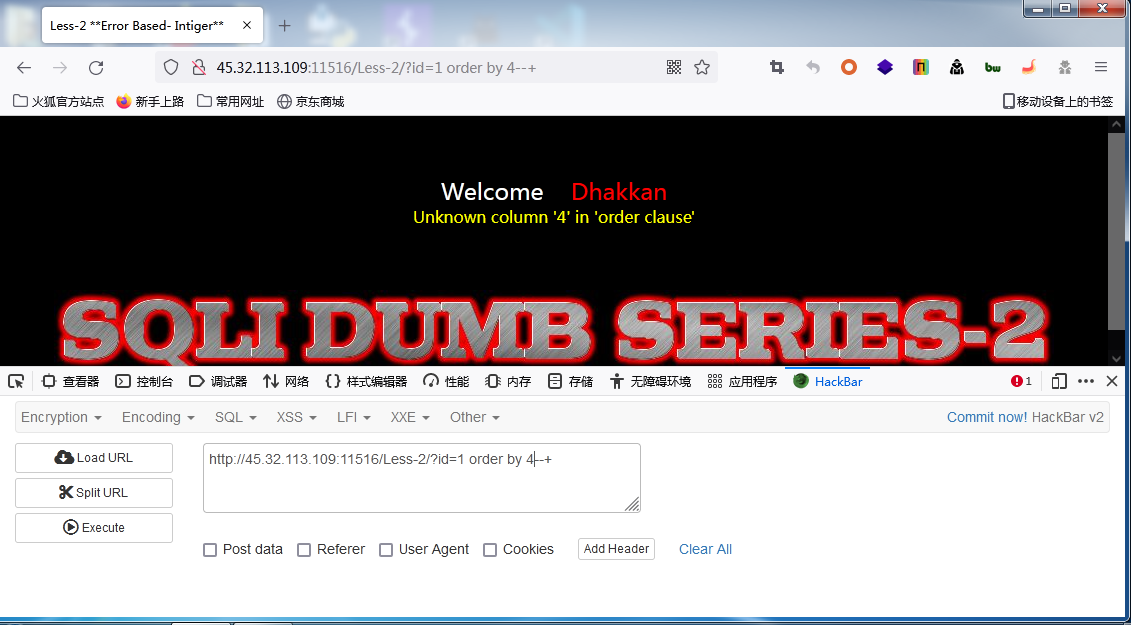 Less-2 **Error Based- Intiger**
45.32.113.109:11516/Less-2/?id=1 order by 4--+
bw
火狐官方站点 新手上路 常用网址 京东商城 移动设备上的书签
Welcome Dhakkan
Unknown column '4' in 'order clause'
SQLI DUMB SERIES-2
查看器 控制台 调试器 网络 {} 样式编辑器 性能 内存 存储 无障碍环境 应用程序 HackBar 1
Encryption Encoding SQL XSS LFI XXE Other Commit now! HackBar v2
Load URL http://45.32.113.109:11516/Less-2/?id=1 order by 4--+
Split URL
Execute
Post data Referer User Agent Cookies Add Header Clear All